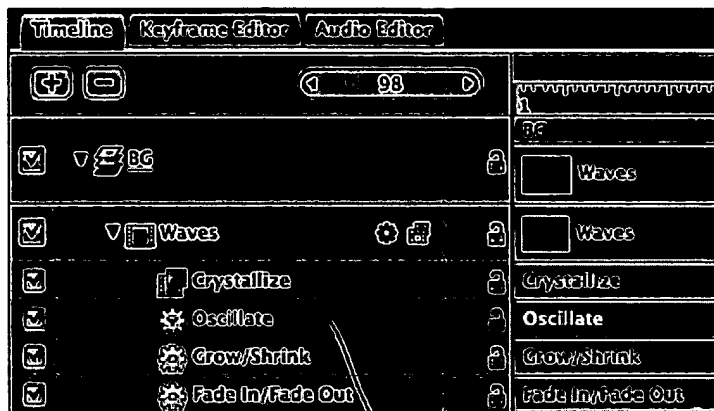 Timeline Keyframe Editor Audio Editor
98
1
BG BG
Waves
Waves Waves
Crystallize Crystallize
Oscillate Oscillate
Grow/Shrink Grow/Shrink
Fade In/Fade Out Fade In/Fade Out